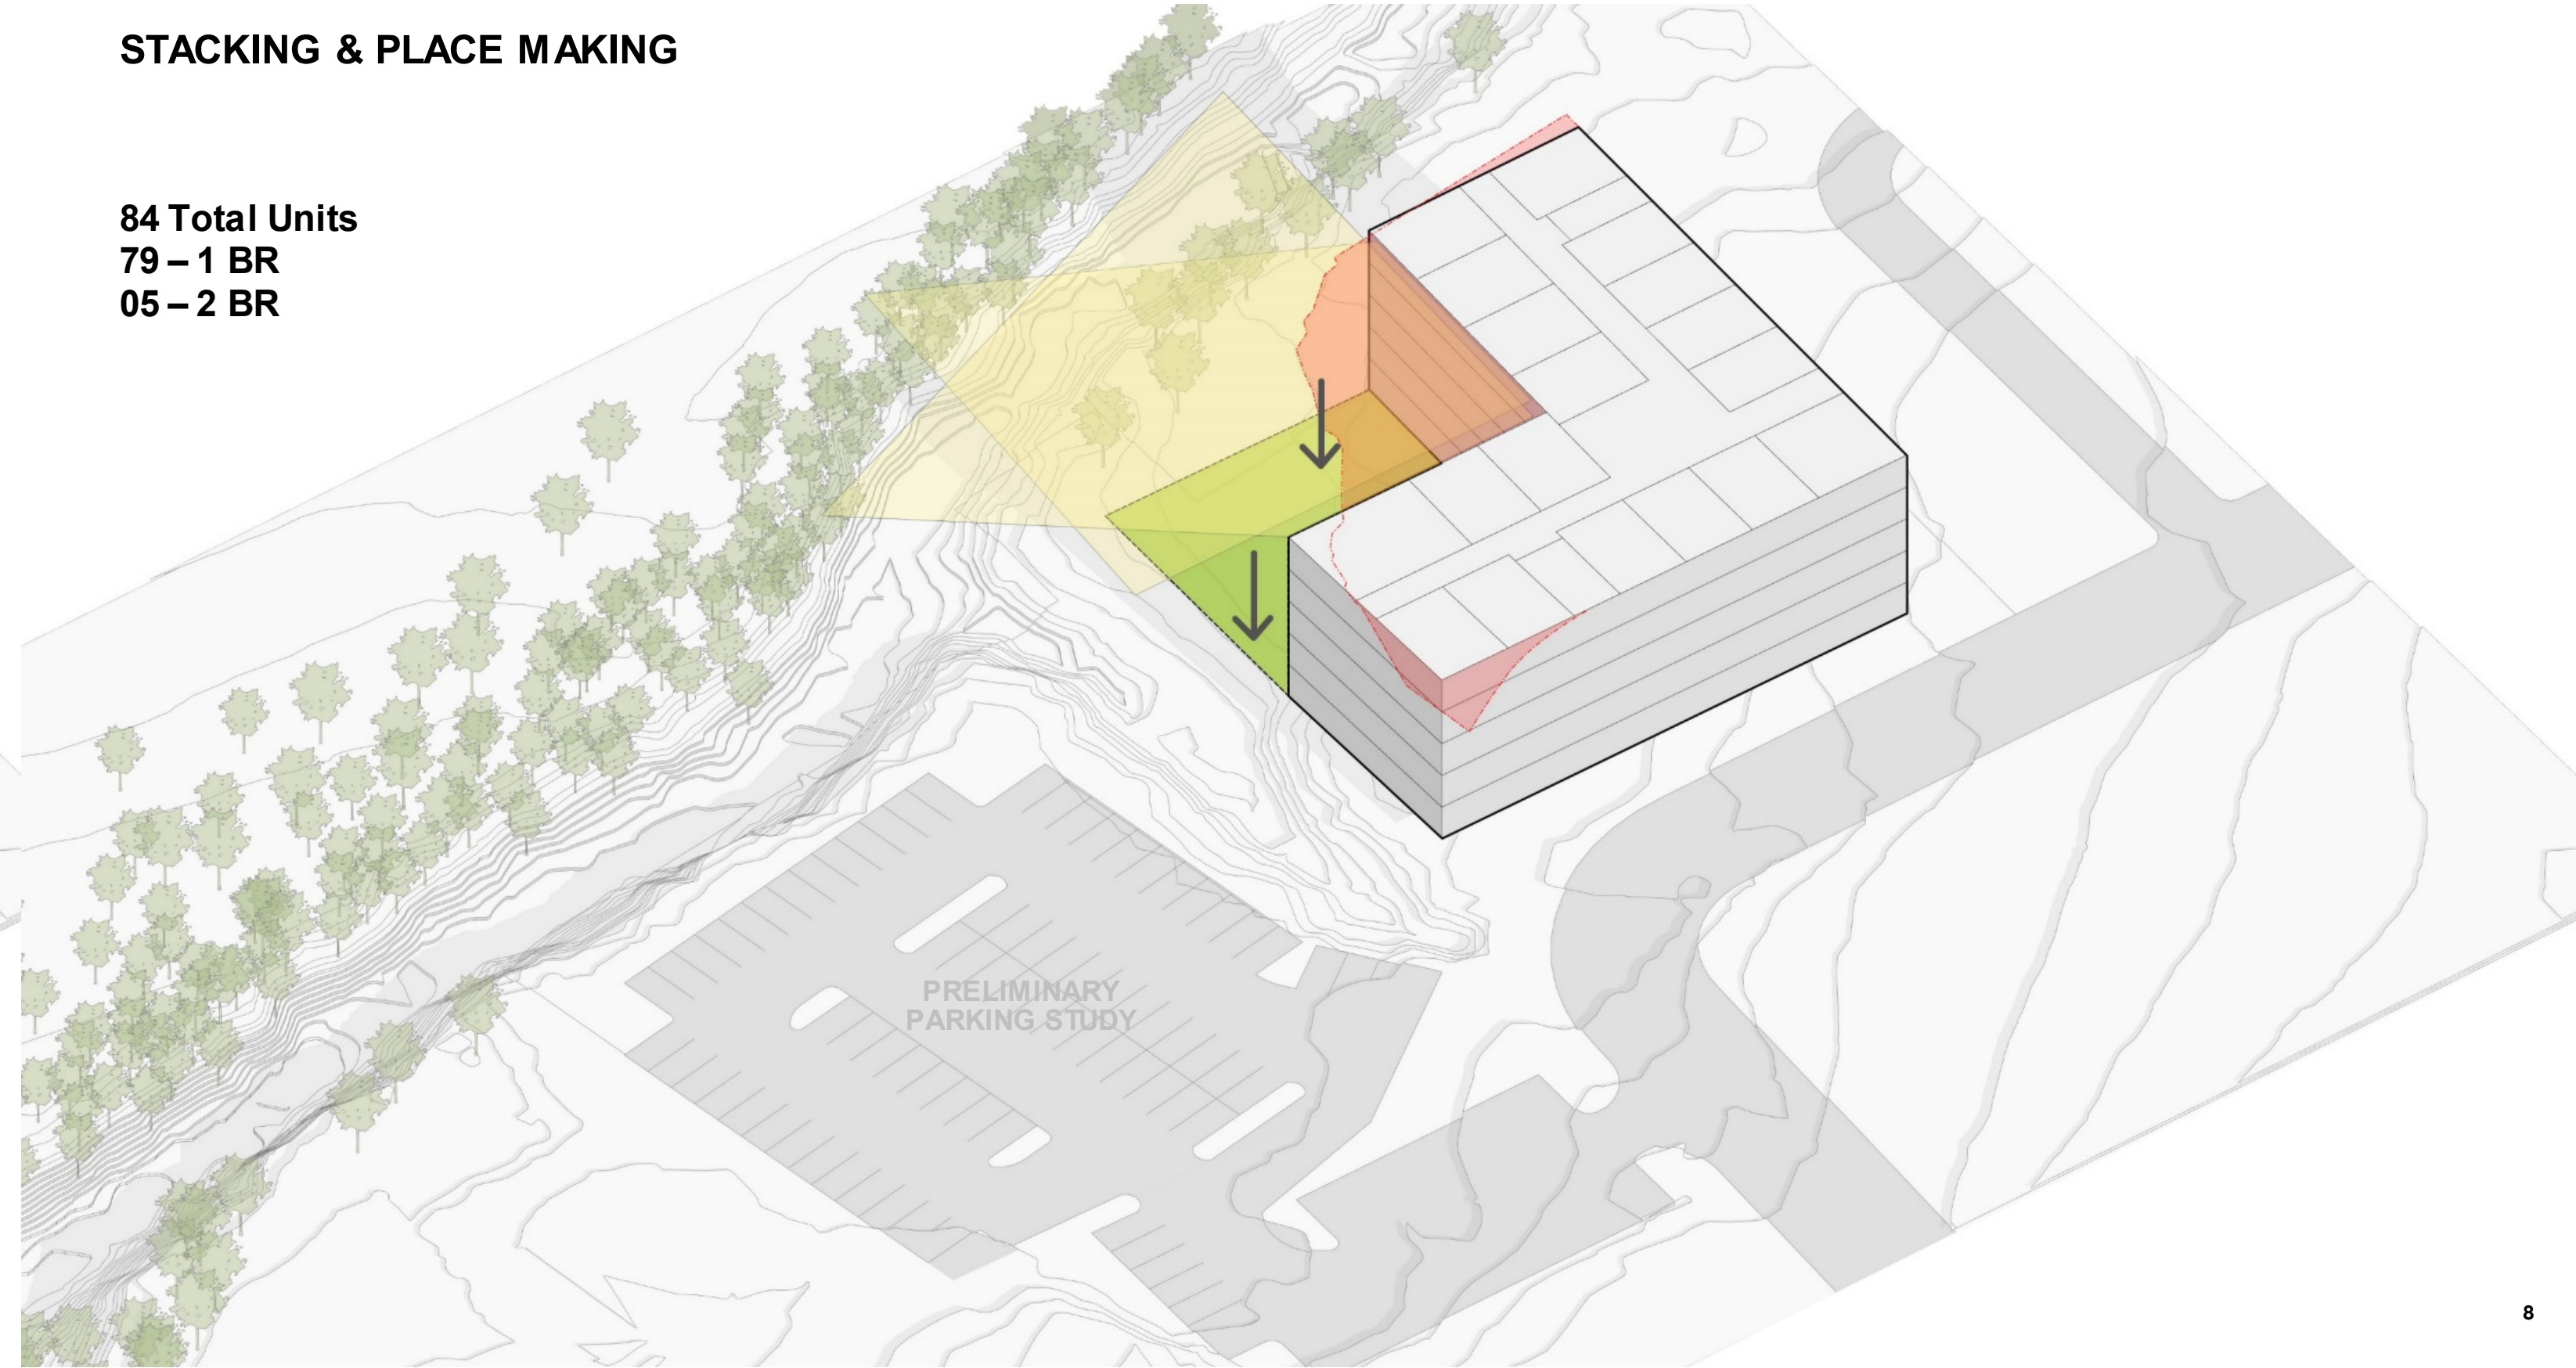 STACKING & PLACE MAKING
84 Total Units
79 – 1 BR
05 – 2 BR
PRELIMINARY
PARKING STUDY
8